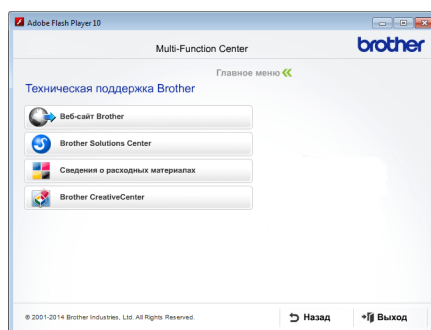 Adobe Flash Player 10
Multi-Function Center
brother
Главное меню
Техническая поддержка Brother
Веб-сайт Brother
Brother Solutions Center
Сведения о расходных материалах
Brother CreativeCenter
© 2001-2014 Brother Industries, Ltd. All Rights Reserved.
Назад
Выход